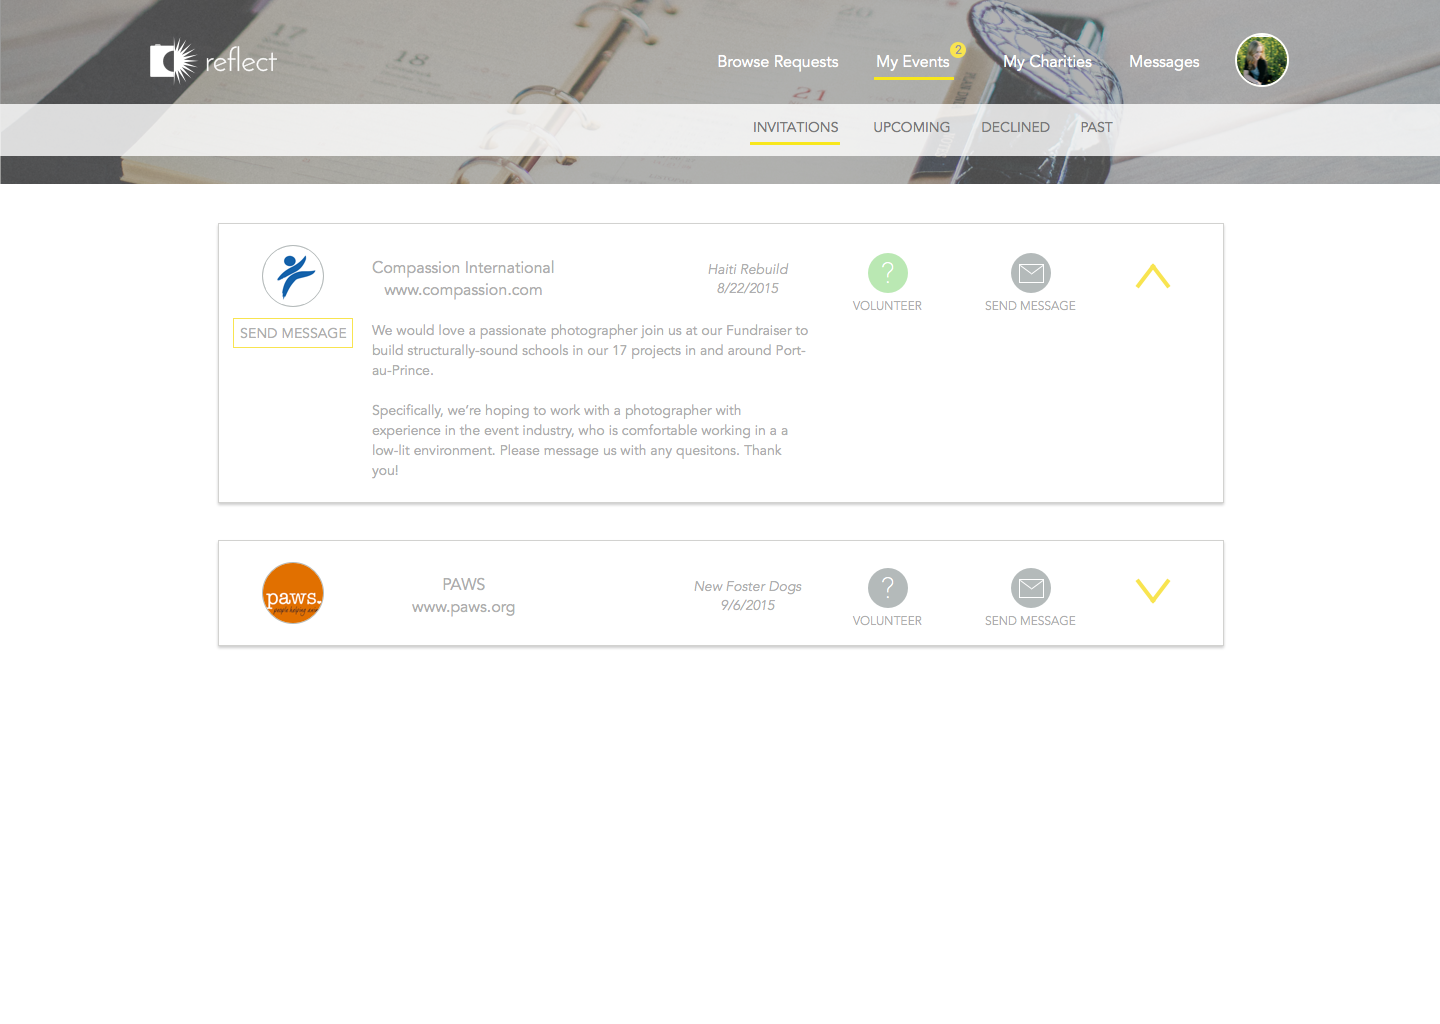 17
18
20
21
reflect
Browse Requests
My Events
2
My Charities
Messages
INVITATIONS
UPCOMING
DECLINED
PAST
Compassion International
www.compassion.com
Haiti Rebuild
8/22/2015
?
VOLUNTEER
SEND MESSAGE
SEND MESSAGE
We would love a passionate photographer join us at our Fundraiser to
build structurally-sound schools in our 17 projects in and around Port-
au-Prince.
Specifically, we're hoping to work with a photographer with
experience in the event industry, who is comfortable working in a a
low-lit environment. Please message us with any quesitons. Thank
you!
paws.
PAWS
www.paws.org
New Foster Dogs
9/6/2015
?
VOLUNTEER
SEND MESSAGE